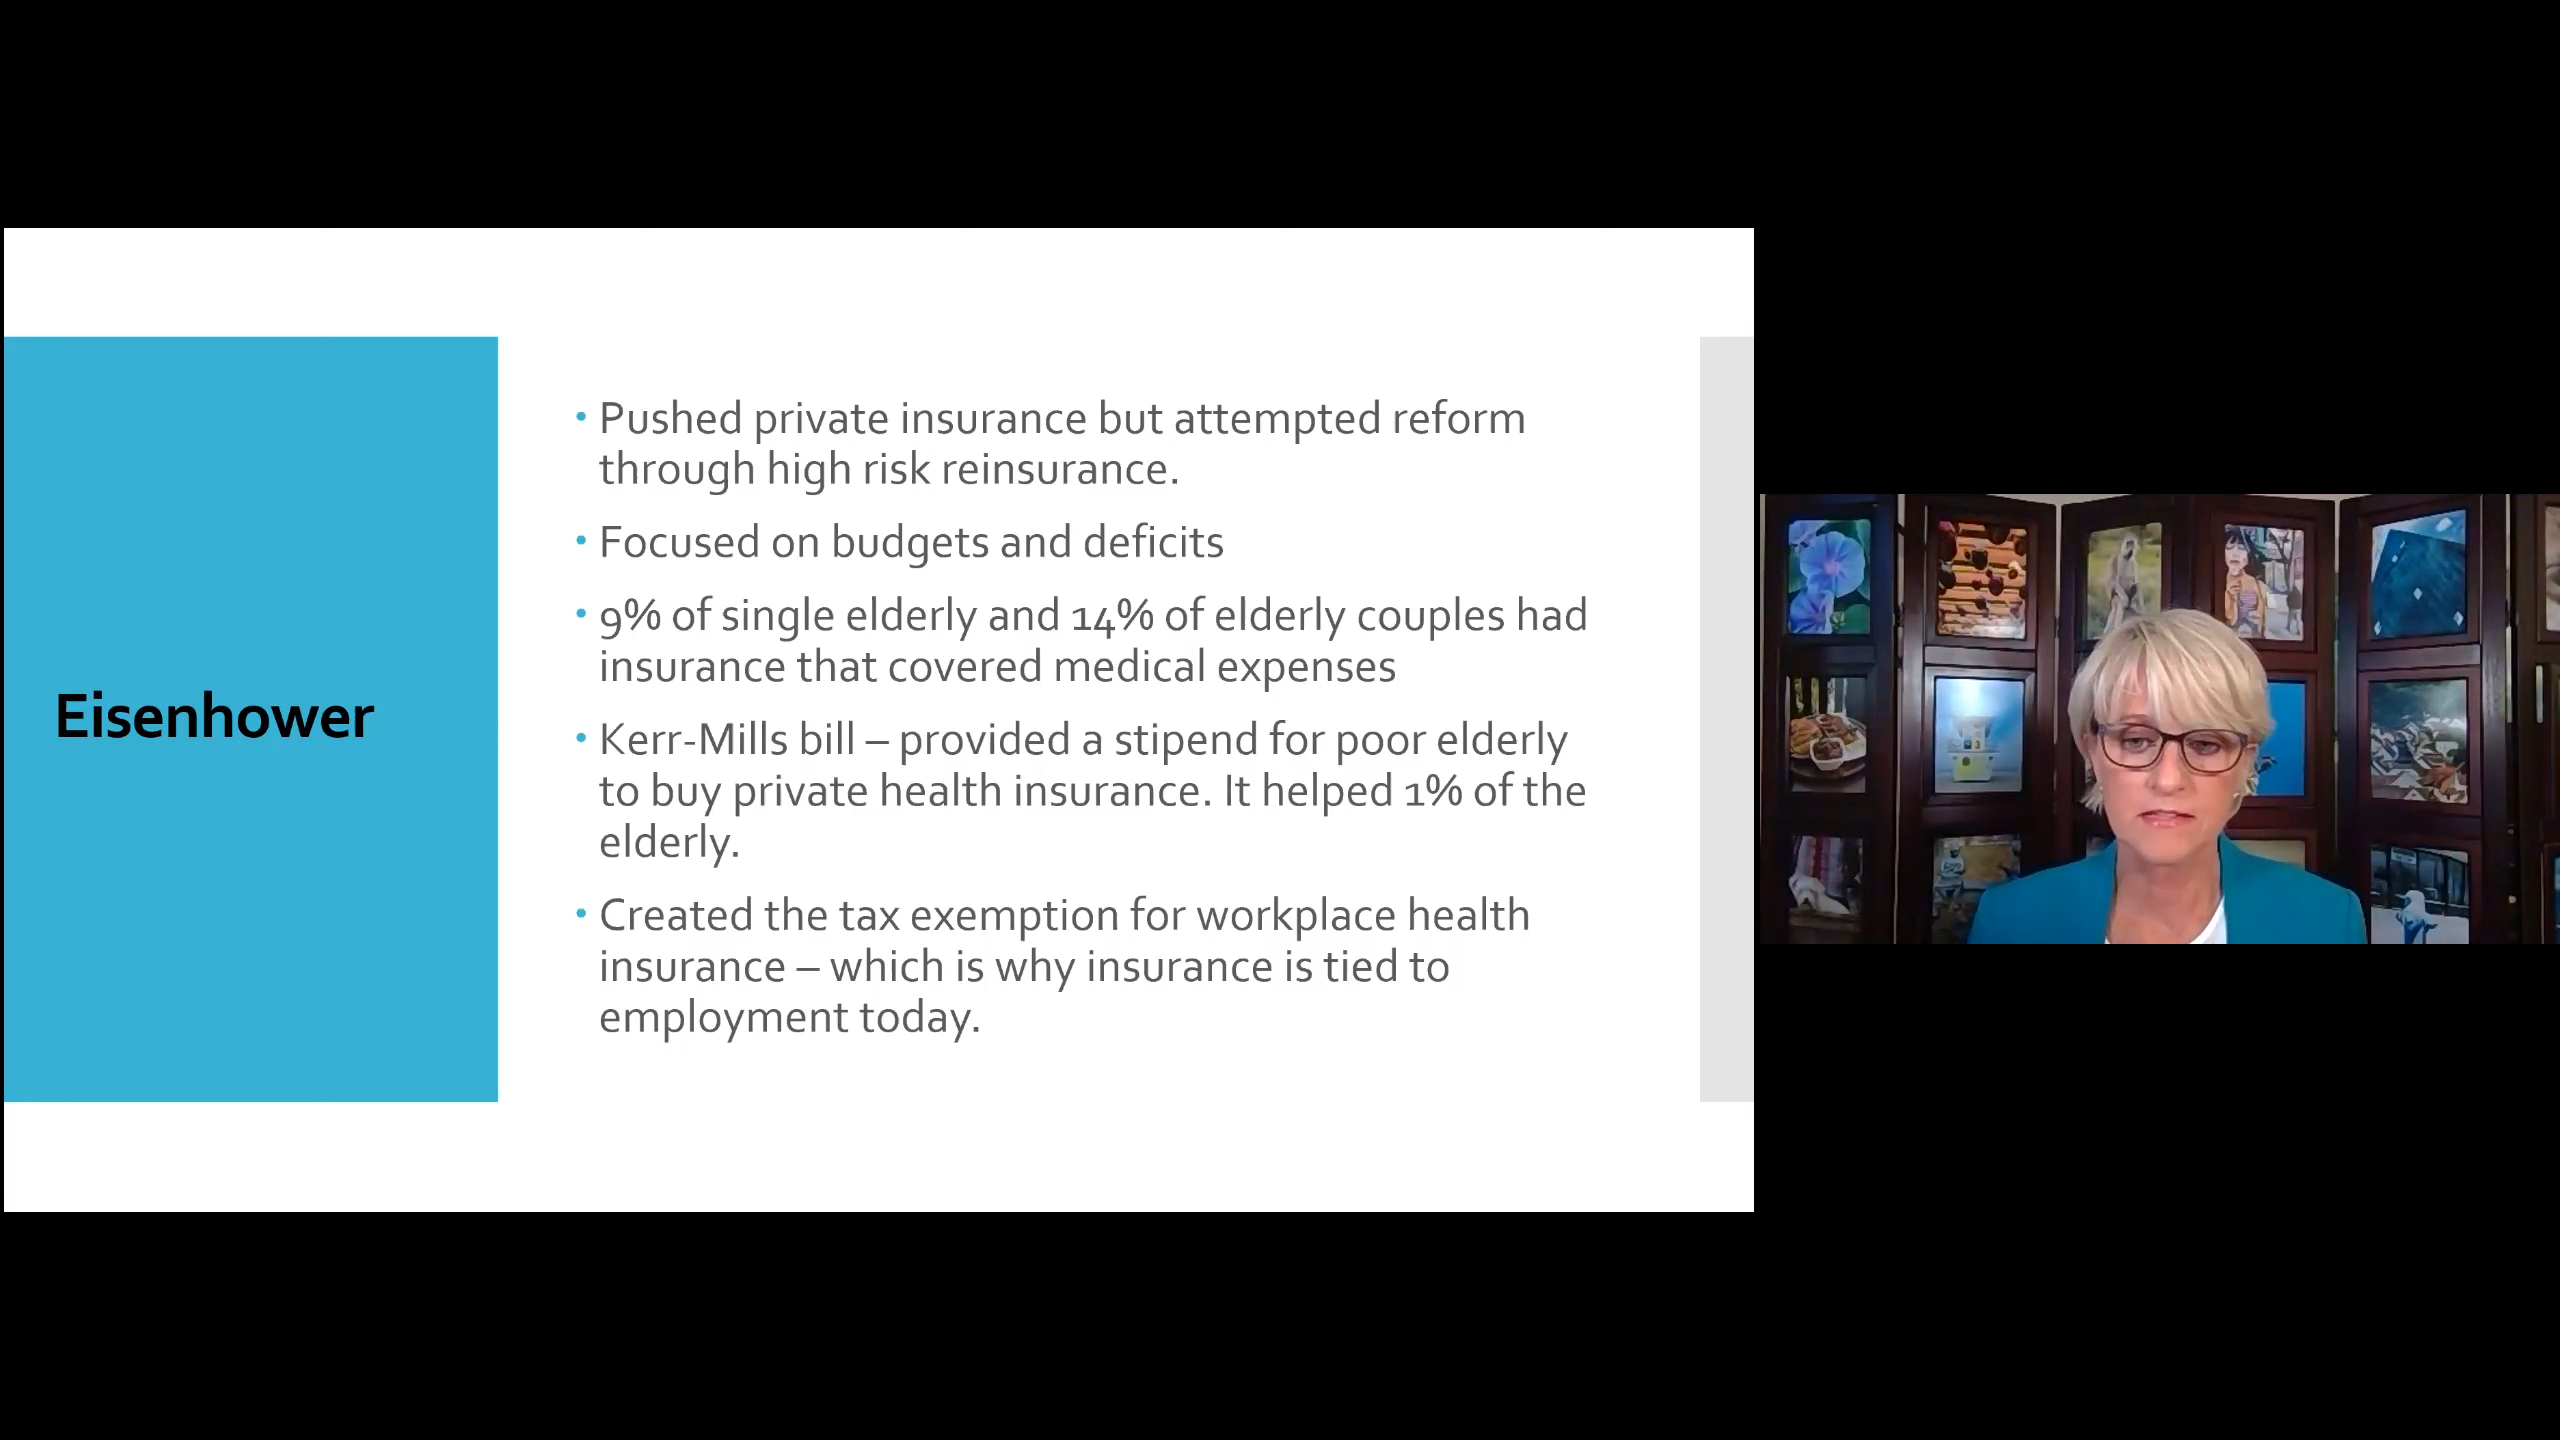 Eisenhower
• Pushed private insurance but attempted reform
through high risk reinsurance.
• Focused on budgets and deficits
• 9% of single elderly and 14% of elderly couples had
insurance that covered medical expenses
• Kerr-Mills bill – provided a stipend for poor elderly
to buy private health insurance. It helped 1% of the
elderly.
• Created the tax exemption for workplace health
insurance – which is why insurance is tied to
employment today.